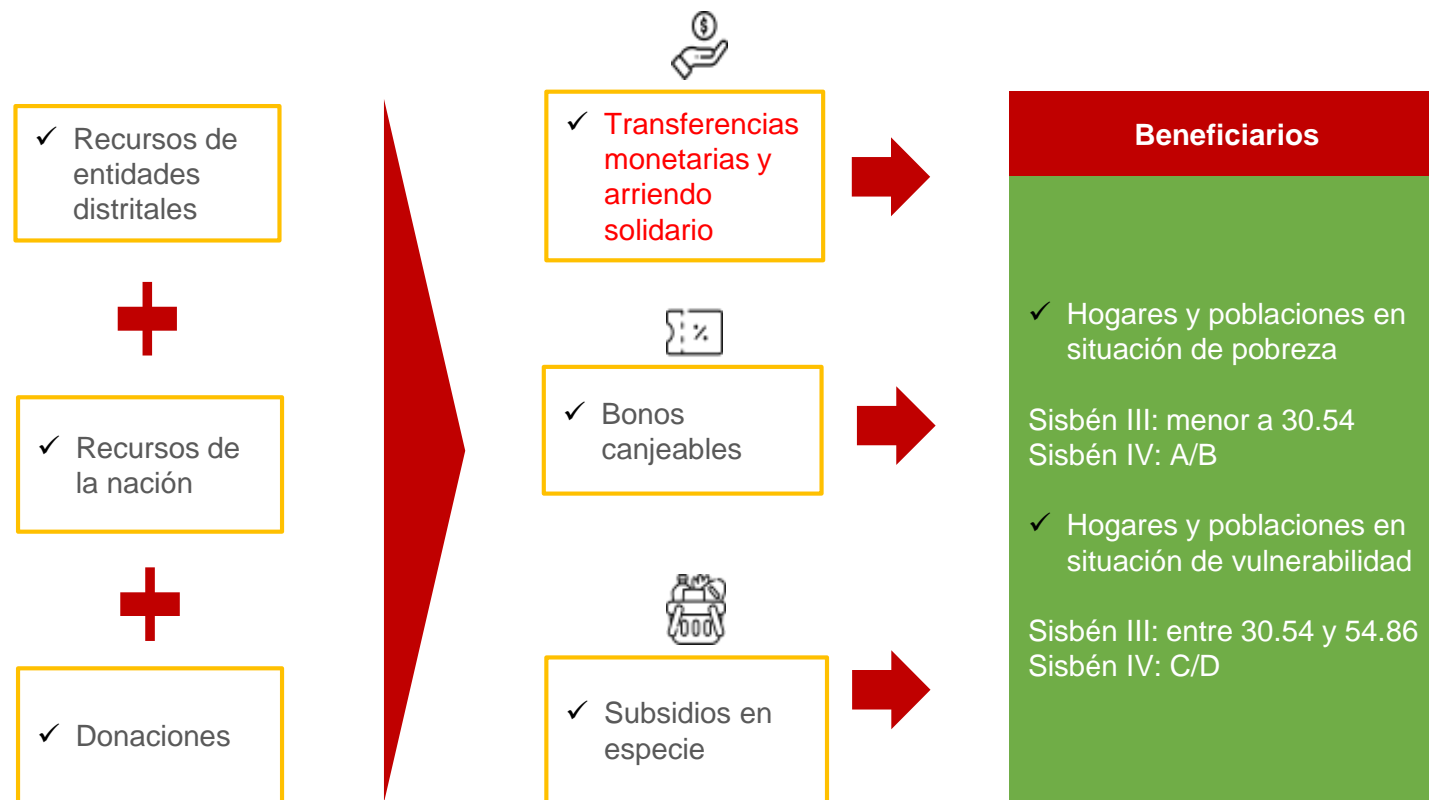 ✓ Recursos de
entidades
distritales
✓ Recursos de
la nación
✓ Donaciones
$
✓ Transferencias
monetarias y
arriendo
solidario
%
✓ Bonos
canjeables
✓ Subsidios en
especie
Beneficiarios
✓ Hogares y poblaciones en
situación de pobreza
Sisbén III: menor a 30.54
Sisbén IV: A/B
✓ Hogares y poblaciones en
situación de vulnerabilidad
Sisbén III: entre 30.54 y 54.86
Sisbén IV: C/D